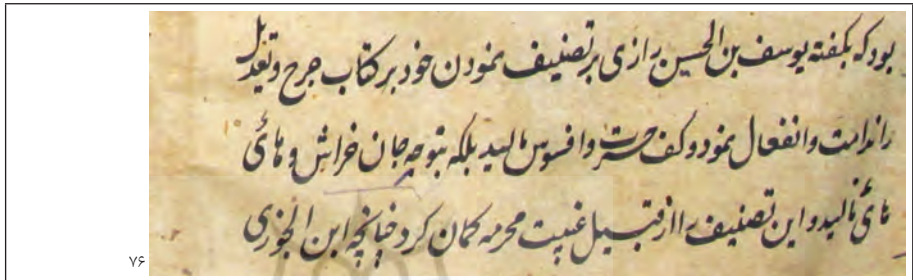 بود که بگفته یوسف بن الحسین رازی بر تصنیف نمودن خود بر کتاب جرح و تعدیل
را ندامت و انفعال نمود و کف حسرت و افسوس مالید بلکه بتوجه جان خراش و های
های نالید و این تصنیف را از قبیل غیبت محرمه کمان کرد چنانچه ابن الجوزی
۷۶